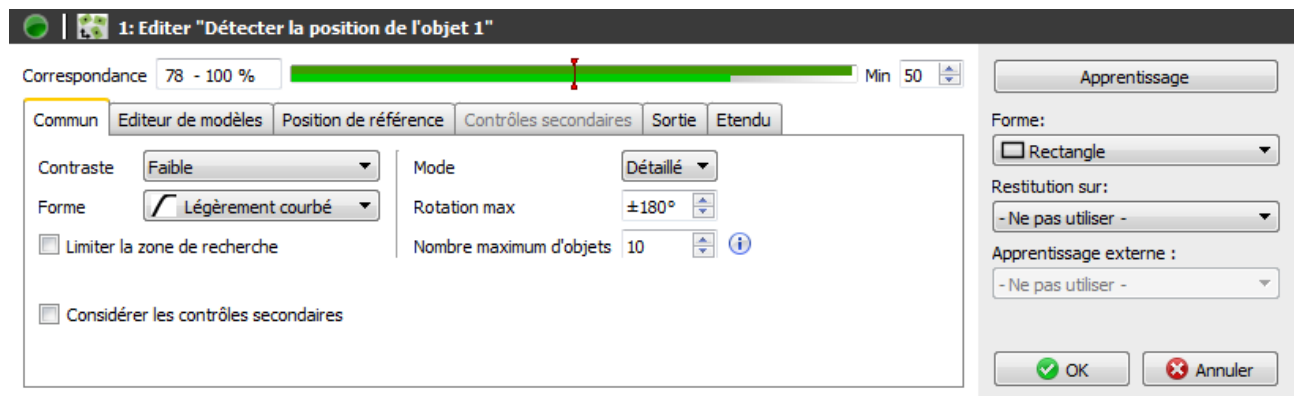 1: Editer "Détecter la position de l'objet 1"
Correspondance 78 - 100 % Min 50
Apprentissage
Commun Editeur de modèles Position de référence Contrôles secondaires Sortie Etendu
Forme:
Rectangle
Contraste Faible Mode Détaillé
Restitution sur:
Forme Légèrement courbé Rotation max ±180°
- Ne pas utiliser -
Limiter la zone de recherche Nombre maximum d'objets 10
Apprentissage externe :
- Ne pas utiliser -
Considérer les contrôles secondaires
OK Annuler